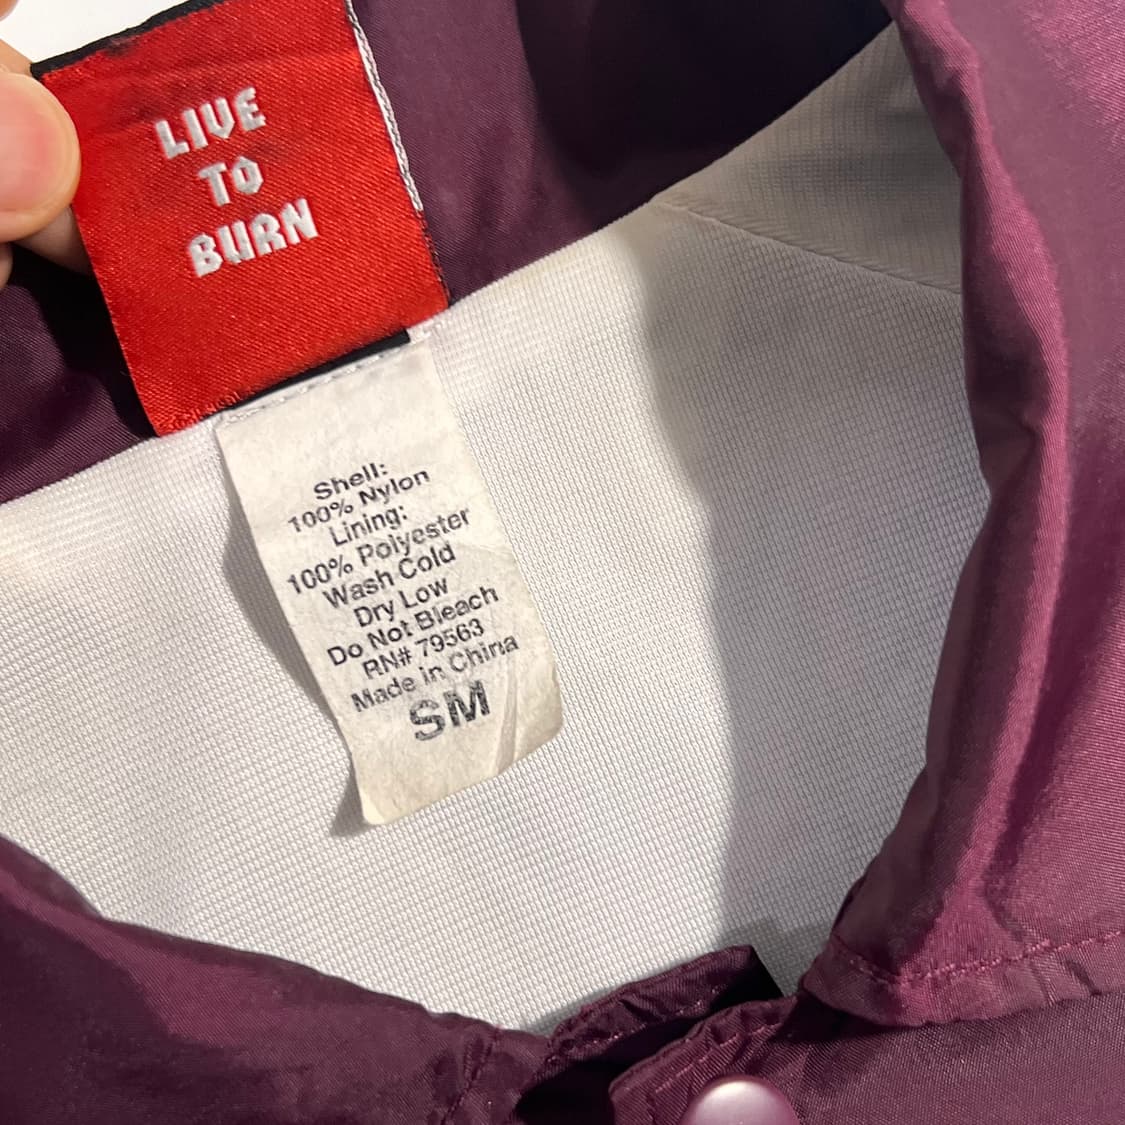 LIVE
TO
BURN
Shell:
100% Nylon
Lining:
100% Polyester
Wash Cold
Dry Low
Do Not Bleach
RN# 79563
Made in China
SM